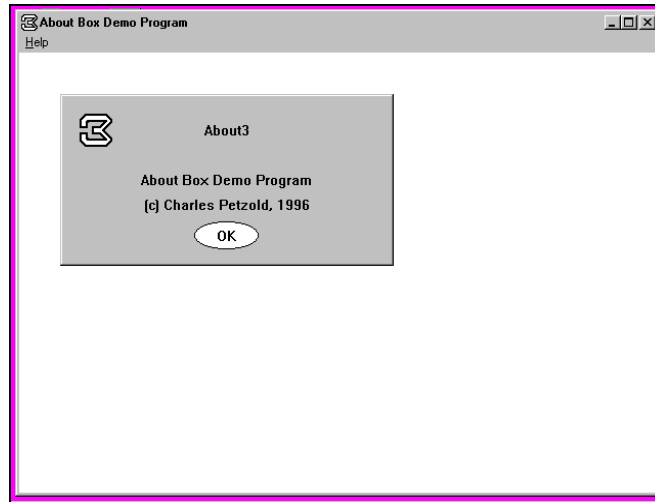 About Box Demo Program
Help
About3
About Box Demo Program
(c) Charles Petzold, 1996
OK